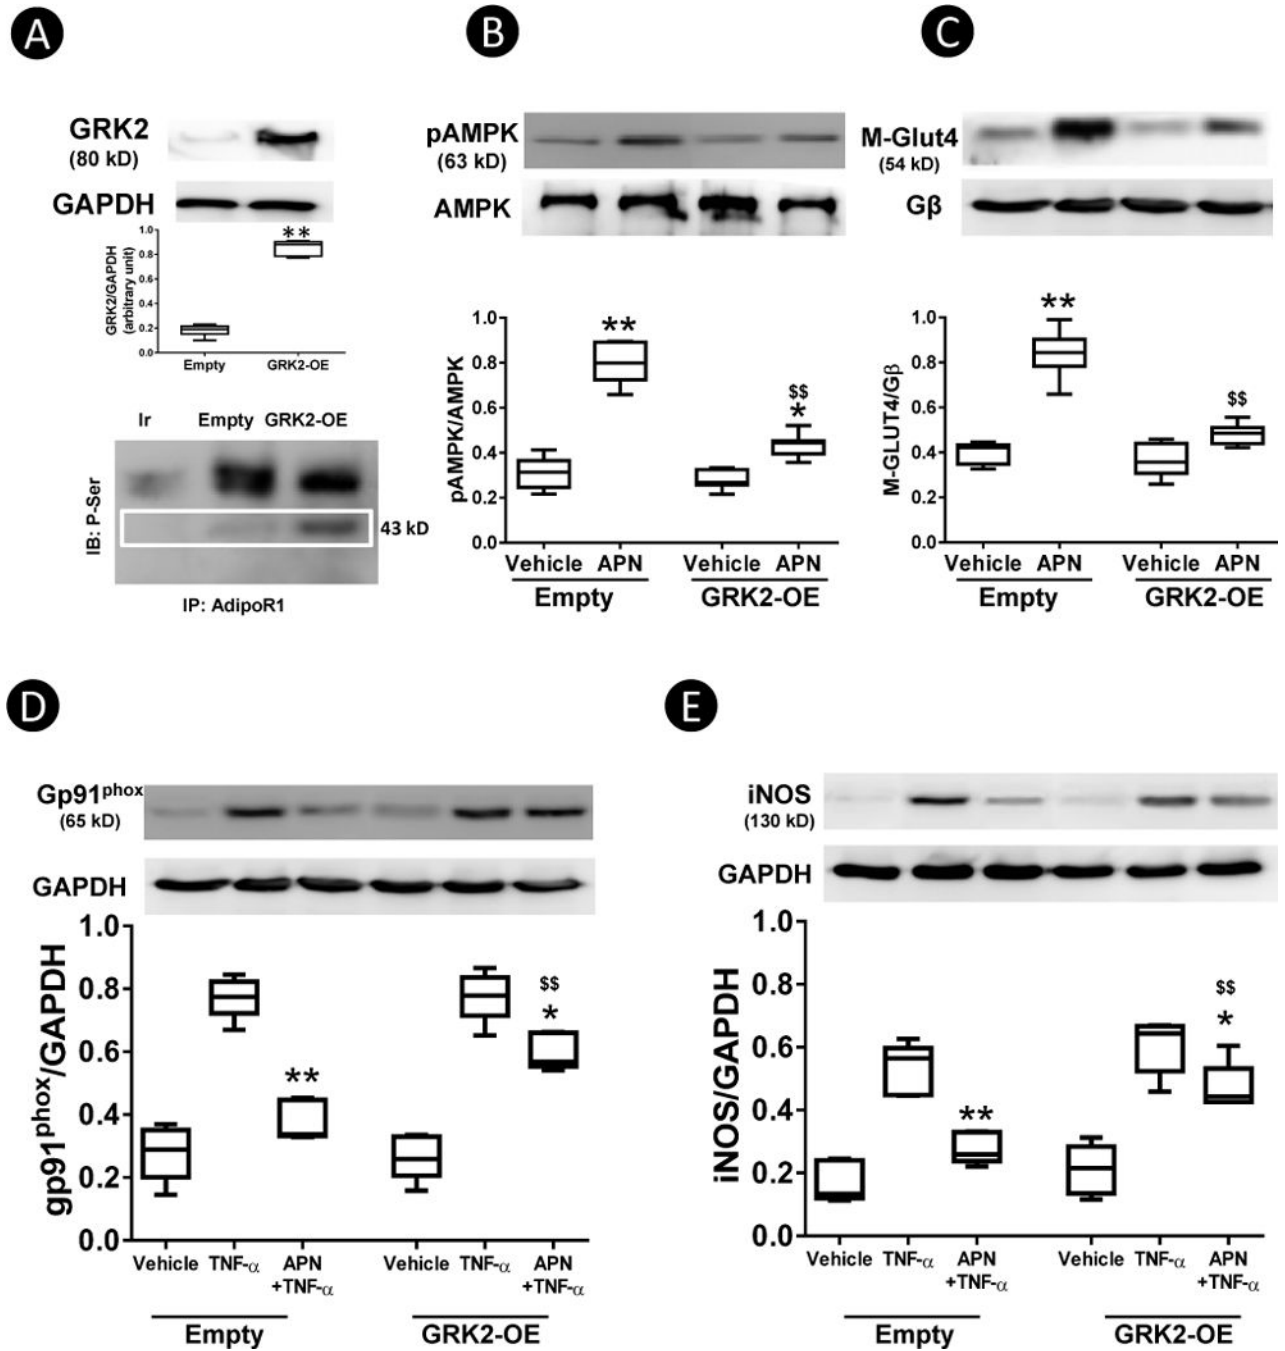 A
GRK2
(80 kD)
GAPDH
GRK2/GAPDH
(arbitrary unit)
1.0
0.8
0.6
0.4
0.2
0.0
**
Empty GRK2-OE
Ir Empty GRK2-OE
IB: P-Ser
43 kD
IP: AdipoR1
B
pAMPK
(63 kD)
AMPK
pAMPK/AMPK
1.0
0.8
0.6
0.4
0.2
0.0
**
$$
*
Vehicle APN Vehicle APN
Empty GRK2-OE
C
M-Glut4
(54 kD)
Gβ
M-GLUT4/Gβ
1.0
0.8
0.6
0.4
0.2
0.0
**
$$
Vehicle APN Vehicle APN
Empty GRK2-OE
D
Gp91phox
(65 kD)
GAPDH
gp91phox/GAPDH
1.0
0.8
0.6
0.4
0.2
0.0
**
$$
*
Vehicle TNF-α APN Vehicle TNF-α APN
+TNF-α +TNF-α
Empty GRK2-OE
E
iNOS
(130 kD)
GAPDH
iNOS/GAPDH
1.0
0.8
0.6
0.4
0.2
0.0
**
$$
*
Vehicle TNF-α APN Vehicle TNF-α APN
+TNF-α +TNF-α
Empty GRK2-OE